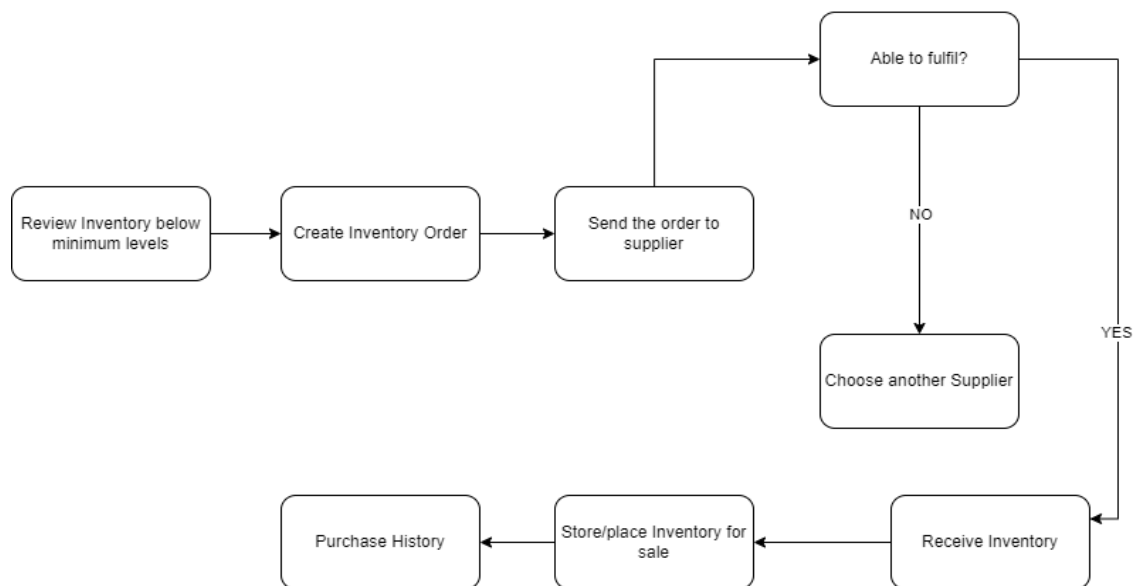 Able to fulfil?
Review Inventory below
minimum levels
Create Inventory Order
Send the order to
supplier
NO
YES
Choose another Supplier
Purchase History
Store/place Inventory for
sale
Receive Inventory